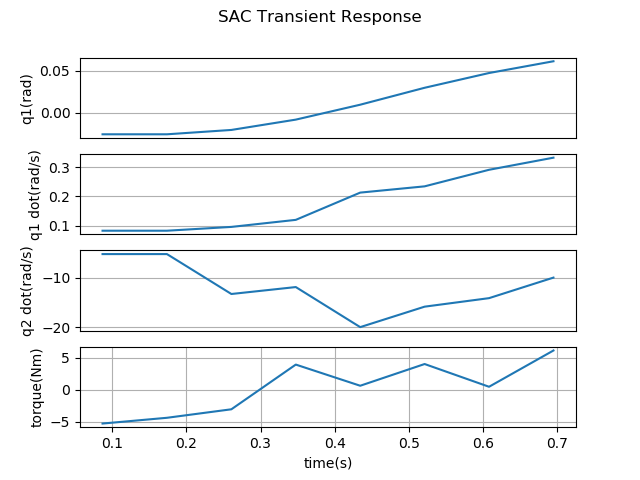 SAC Transient Response
0.05
0.00
q1(rad)
0.3
0.2
0.1
q1 dot(rad/s)
−10
−20
q2 dot(rad/s)
5
0
−5
torque(Nm)
0.1 0.2 0.3 0.4 0.5 0.6 0.7
time(s)